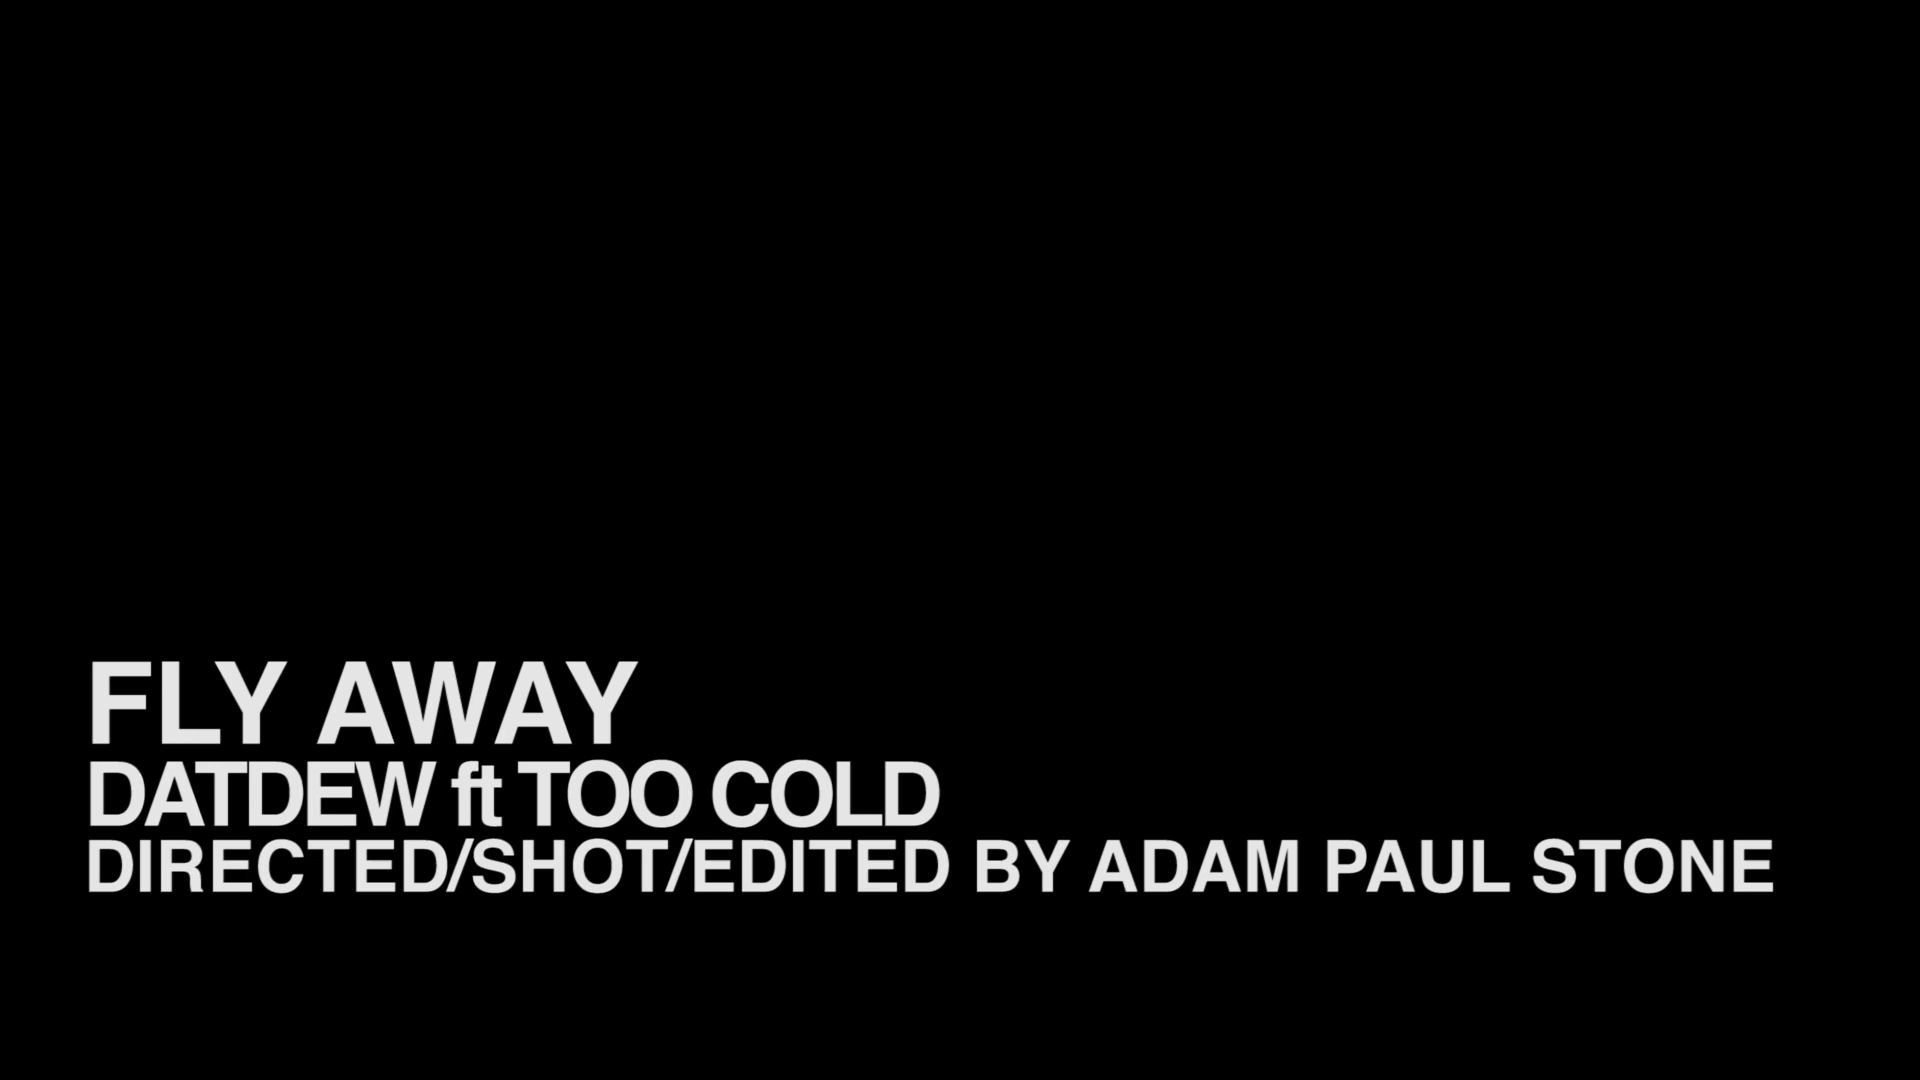 FLY AWAY
DATDEW ft TOO COLD
DIRECTED/SHOT/EDITED BY ADAM PAUL STONE